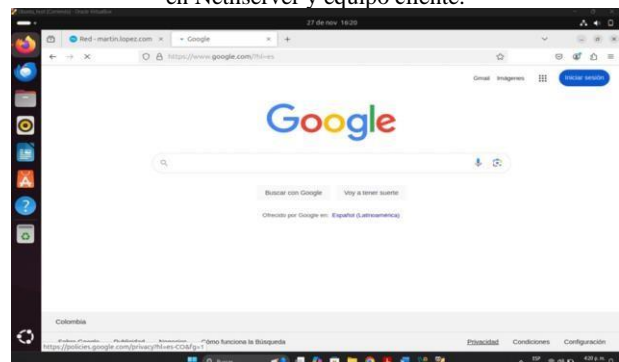 en Nethserver y equipo cliente.
27 de nov 16:20
Red - martin.lopez.com
Google
https://www.google.com/?hl=es
Gmail Imágenes
Iniciar sesión
Google
Buscar con Google Voy a tener suerte
Ofrecido por Google en: Español (Latinoamérica)
Colombia
Cómo funciona la Búsqueda Privacidad Condiciones Configuración
https://policies.google.com/privacy?hl=es-CO&fg=1